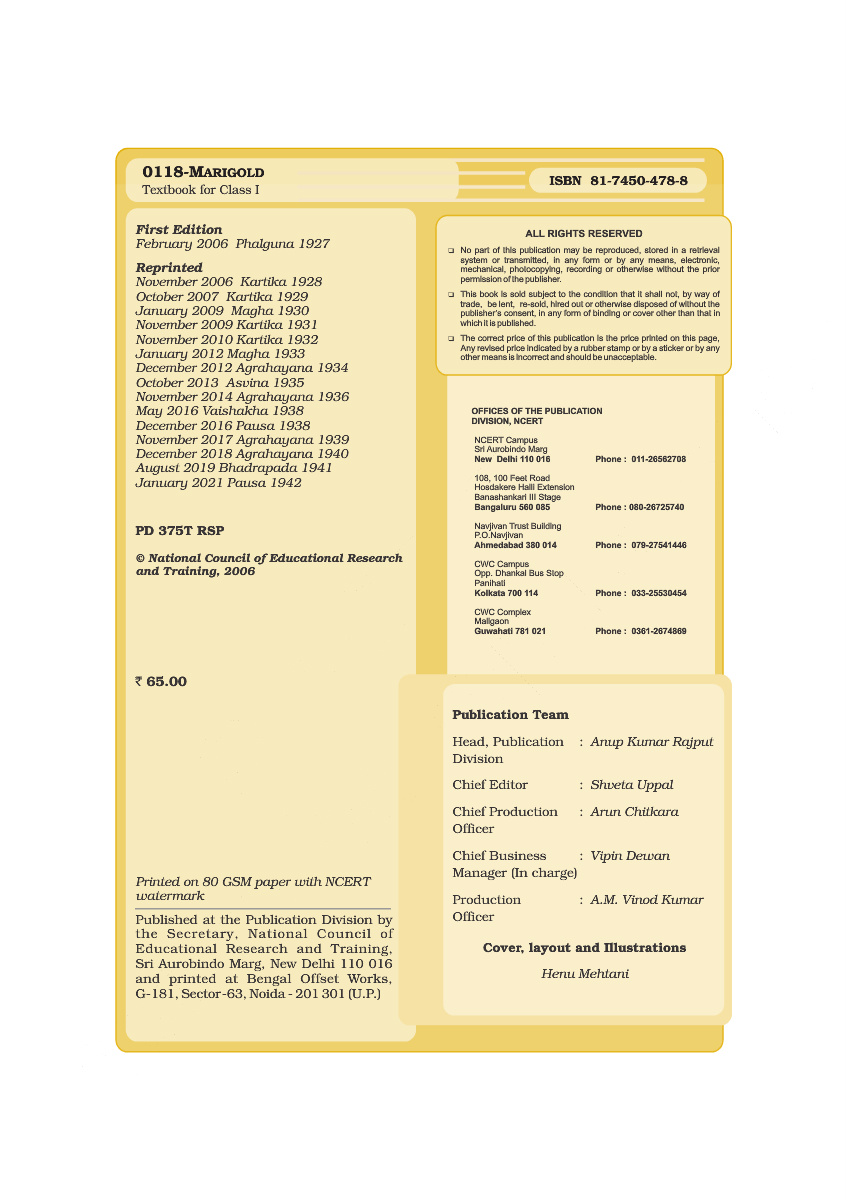 0118-MARIGOLD
Textbook for Class I
ISBN 81-7450-478-8
First Edition
February 2006 Phalguna 1927
Reprinted
November 2006 Kartika 1928
October 2007 Kartika 1929
January 2009 Magha 1930
November 2009 Kartika 1931
November 2010 Kartika 1932
January 2012 Magha 1933
December 2012 Agrahayana 1934
October 2013 Asvina 1935
November 2014 Agrahayana 1936
May 2016 Vaishakha 1938
December 2016 Pausa 1938
November 2017 Agrahayana 1939
December 2018 Agrahayana 1940
August 2019 Bhadrapada 1941
January 2021 Pausa 1942
PD 375T RSP
© National Council of Educational Research
and Training, 2006
₹ 65.00
Printed on 80 GSM paper with NCERT
watermark
Published at the Publication Division by
the Secretary, National Council of
Educational Research and Training,
Sri Aurobindo Marg, New Delhi 110 016
and printed at Bengal Offset Works,
G-181, Sector-63, Noida - 201 301 (U.P.)
ALL RIGHTS RESERVED
❑ No part of this publication may be reproduced, stored in a retrieval
system or transmitted, in any form or by any means, electronic,
mechanical, photocopying, recording or otherwise without the prior
permission of the publisher.
❑ This book is sold subject to the condition that it shall not, by way of
trade, be lent, re-sold, hired out or otherwise disposed of without the
publisher's consent, in any form of binding or cover other than that in
which it is published.
❑ The correct price of this publication is the price printed on this page,
Any revised price indicated by a rubber stamp or by a sticker or by any
other means is incorrect and should be unacceptable.
OFFICES OF THE PUBLICATION
DIVISION, NCERT
NCERT Campus
Sri Aurobindo Marg
New Delhi 110 016 Phone : 011-26562708
108, 100 Feet Road
Hosdakere Halli Extension
Banashankari III Stage
Bangaluru 560 085 Phone : 080-26725740
Navjivan Trust Building
P.O.Navjivan
Ahmedabad 380 014 Phone : 079-27541446
CWC Campus
Opp. Dhankal Bus Stop
Panihati
Kolkata 700 114 Phone : 033-25530454
CWC Complex
Maligaon
Guwahati 781 021 Phone : 0361-2674869
Publication Team
Head, Publication : Anup Kumar Rajput
Division
Chief Editor : Shveta Uppal
Chief Production : Arun Chitkara
Officer
Chief Business : Vipin Dewan
Manager (In charge)
Production : A.M. Vinod Kumar
Officer
Cover, layout and Illustrations
Henu Mehtani